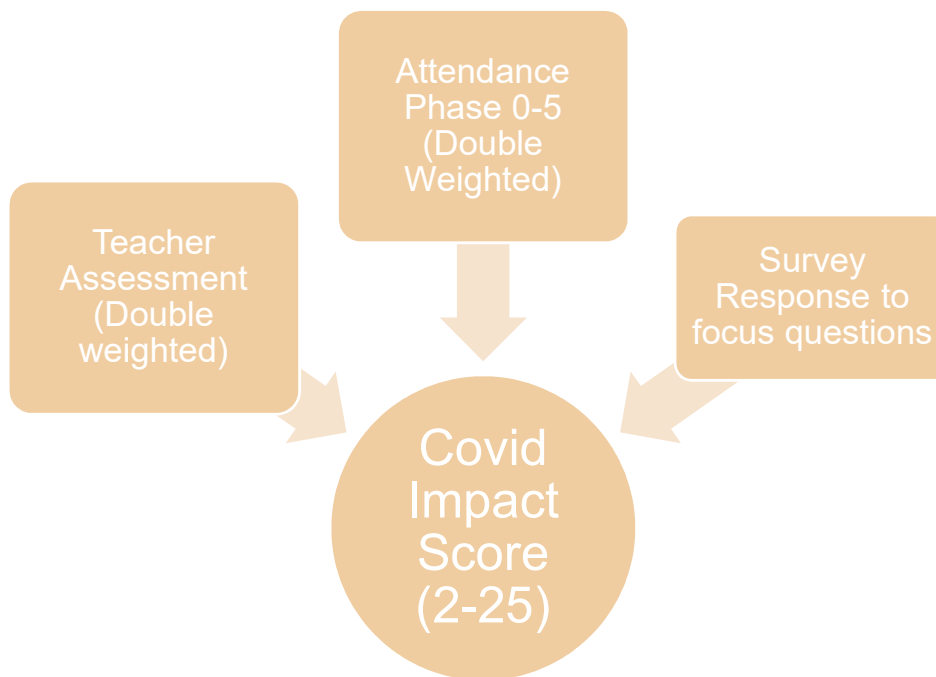 Attendance
Phase 0-5
(Double
Weighted)
Teacher
Assessment
(Double
weighted)
Survey
Response to
focus questions
Covid
Impact
Score
(2-25)